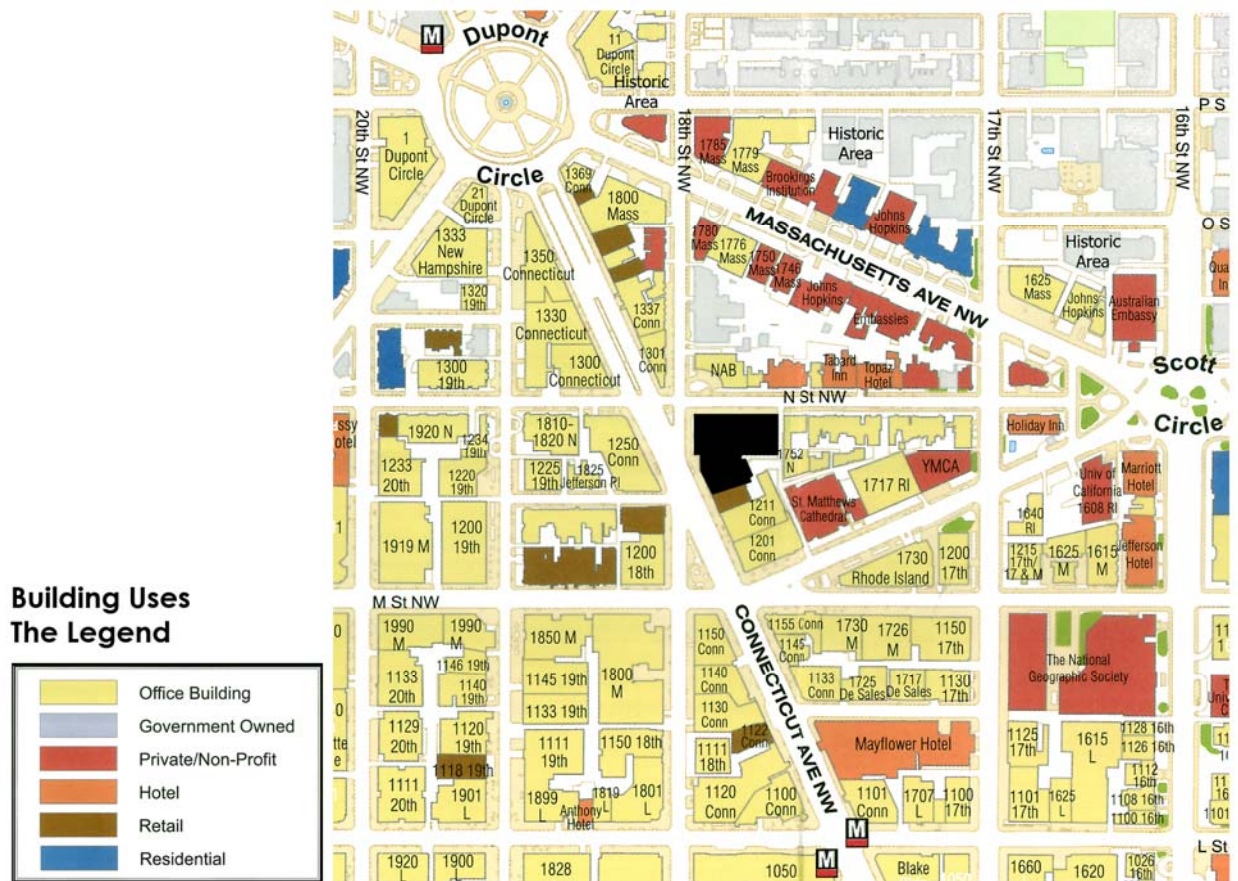 M
Dupont
11
Dupont
Circle
Historic
Area
P S
20th St NW
18th St NW
17th St NW
16th St NW
1
Dupont
Circle
Circle
1369
Conn
1785
Mass
1779
Mass
Historic
Area
Brookings
Institution
21
Dupont
Circle
1800
Mass
Johns
Hopkins
MASSACHUSETTS AVE NW
O S
1333
New
Hampshire
1350
Connecticut
1780
Mass
1776
Mass
1750
Mass
1746
Mass
Johns
Hopkins
Embassies
Historic
Area
1625
Mass
Johns
Hopkins
Australian
Embassy
Qua
In
1320
19th
1330
Connecticut
1337
Conn
1300
Connecticut
1301
Conn
1300
19th
NAB
Tabard
Inn
Topaz
Hotel
Scott
Circle
N St NW
ssy
otel
1920 N
1234
19th
1810-
1820 N
1250
Conn
1752
N
YMCA
Holiday Inn
1233
20th
1220
19th
1225
19th
1825
Jefferson Pl
St. Matthews
Cathedral
1717 RI
Univ of
California
1608 RI
Marriott
Hotel
1211
Conn
1201
Conn
1640
RI
1
1919 M
1200
19th
1200
18th
1730
Rhode Island
1200
17th
1215
17th/
17 & M
1625
M
1615
M
Jefferson
Hotel
M St NW
CONNECTICUT AVE NW
1990
M
1990
M
1850 M
1800
M
1150
Conn
1155 Conn
1145
Conn
1730
M
1726
M
1150
17th
1133
20th
1146 19th
1140
19th
1145 19th
1133 19th
1140
Conn
1130
Conn
1133
Conn
1725
De Sales
1717
De Sales
1130
17th
The National
Geographic Society
1129
20th
1120
19th
1111
19th
1150 18th
1122
Conn
1111
18th
Mayflower Hotel
1125
17th
1615
L
1128 16th
1126 16th
1118 19th
1111
20th
1901
L
1899
L
Anthony
Hotel
1819
L
1801
L
1120
Conn
1100
Conn
1101
Conn
1707
L
1100
17th
1101
17th
1625
L
1112
16th
1108 16th
1100 16th
1101
M
M
L St
1920
L
1900
L
1828
1050
Blake
1660
1620
1026
16th
Building Uses
The Legend
Office Building
Government Owned
Private/Non-Profit
Hotel
Retail
Residential